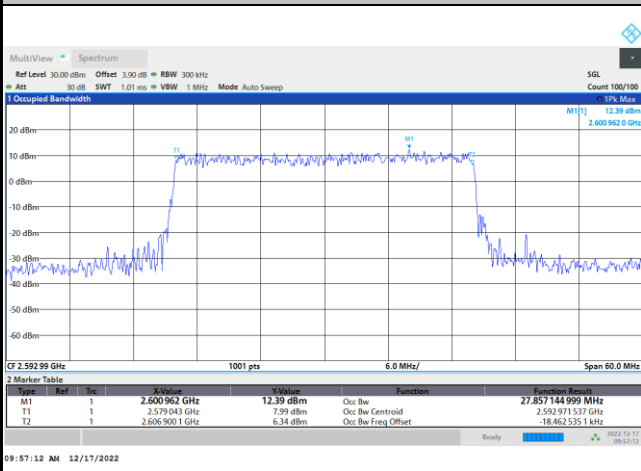 MultiView Spectrum
Ref Level 30.00 dBm Offset 3.90 dB RBW 300 kHz SGL
Att 30 dB SWT 1.01 ms VBW 1 MHz Mode Auto Sweep Count 100/100
1 Occupied Bandwidth 1Pk Max
M1[1] 12.39 dBm
2.600 962 0 GHz
20 dBm
M1
T1
T2
10 dBm
0 dBm
-10 dBm
-20 dBm
-30 dBm
-40 dBm
-50 dBm
-60 dBm
CF 2.592 99 GHz 1001 pts 6.0 MHz/ Span 60.0 MHz
2 Marker Table
Type Ref Trc X-Value Y-Value Function Function Result
M1 1 2.600 962 GHz 12.39 dBm Occ Bw 27.857 144 999 MHz
T1 1 2.579 043 GHz 7.99 dBm Occ Bw Centroid 2.592 971 537 GHz
T2 1 2.606 900 1 GHz 6.34 dBm Occ Bw Freq Offset -18.462 535 1 kHz
Ready 2022-12-17
09:57:12
09:57:12 AM 12/17/2022